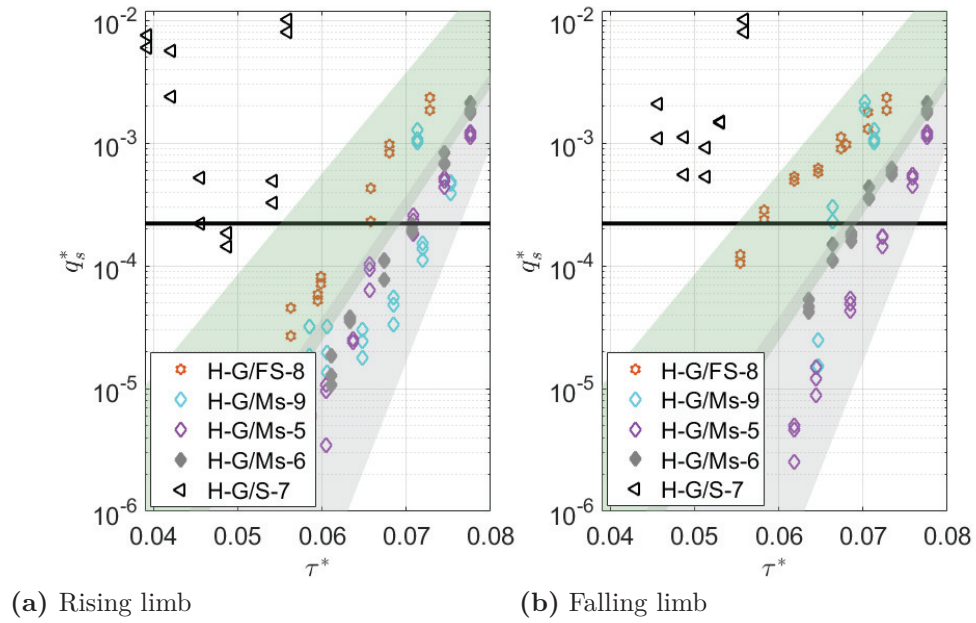 10^{-2}
10^{-3}
10^{-4}
10^{-5}
10^{-6}
q_s^*
H-G/FS-8
H-G/Ms-9
H-G/Ms-5
H-G/Ms-6
H-G/S-7
0.04 0.05 0.06 0.07 0.08
τ*
(a) Rising limb
10^{-2}
10^{-3}
10^{-4}
10^{-5}
10^{-6}
q_s^*
H-G/FS-8
H-G/Ms-9
H-G/Ms-5
H-G/Ms-6
H-G/S-7
0.04 0.05 0.06 0.07 0.08
τ*
(b) Falling limb